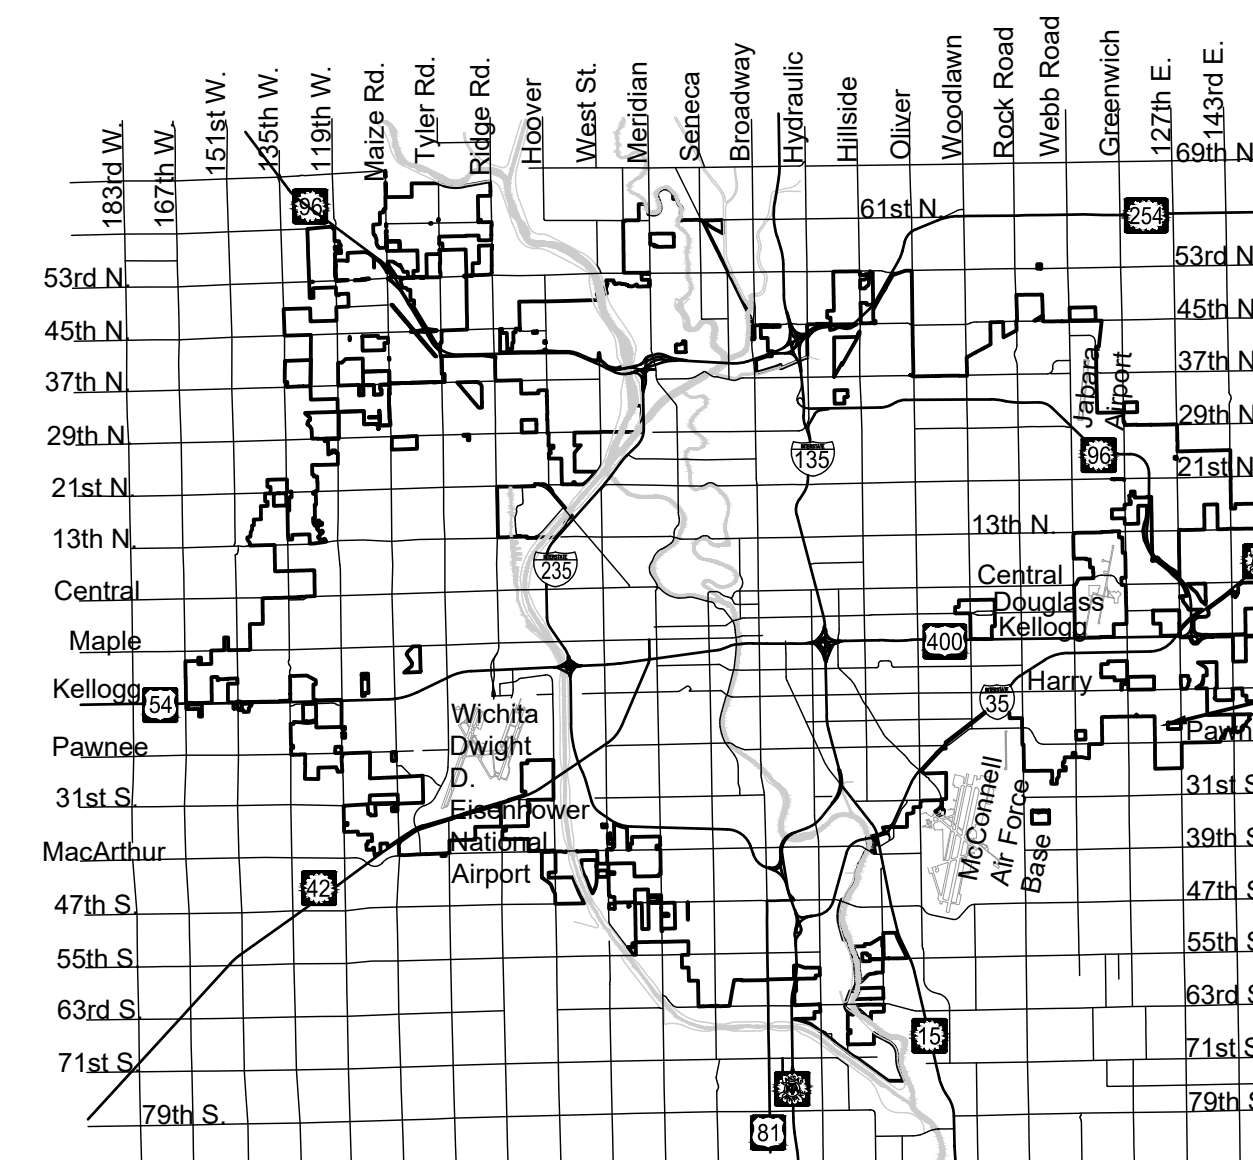 183rd W.
167th W.
151st W.
135th W.
119th W.
Maize Rd.
Tyler Rd.
Ridge Rd.
Hoover
West St.
Meridian
Seneca
Broadway
Hydraulic
Hillside
Oliver
Woodlawn
Rock Road
Webb Road
Greenwich
127th E.
143rd E.
69th N
96
61st N.
254
53rd N.
53rd N
45th N.
45th N
37th N.
37th N
Jabara
Airport
29th N.
29th N
135
96
21st N.
21st N
13th N.
13th N.
235
Central
Central
Douglass
Maple
Kellogg
400
Kellogg
54
Harry
35
Wichita
Dwight
D.
Eisenhower
National
Airport
Pawnee
Pawn
31st S.
31st S
McConnell
Air Force
Base
MacArthur
39th S
42
47th S.
47th S
55th S.
55th S
63rd S.
63rd S
15
71st S.
71st S
79th S.
79th S
81